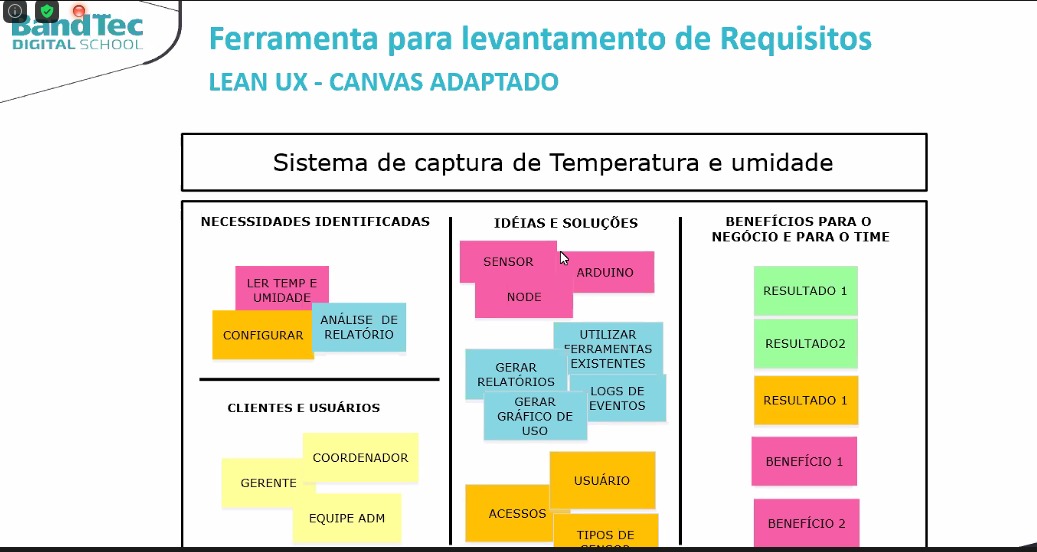 BandTec
DIGITAL SCHOOL
Ferramenta para levantamento de Requisitos
LEAN UX - CANVAS ADAPTADO
Sistema de captura de Temperatura e umidade
NECESSIDADES IDENTIFICADAS
LER TEMP E
UMIDADE
CONFIGURAR
ANÁLISE DE
RELATÓRIO
CLIENTES E USUÁRIOS
COORDENADOR
GERENTE
EQUIPE ADM
IDÉIAS E SOLUÇÕES
SENSOR
ARDUINO
NODE
UTILIZAR
FERRAMENTAS
EXISTENTES
GERAR
RELATÓRIOS
LOGS DE
EVENTOS
GERAR
GRÁFICO DE
USO
USUÁRIO
ACESSOS
TIPOS DE
SENSOR
BENEFÍCIOS PARA O
NEGÓCIO E PARA O TIME
RESULTADO 1
RESULTADO2
RESULTADO 1
BENEFÍCIO 1
BENEFÍCIO 2